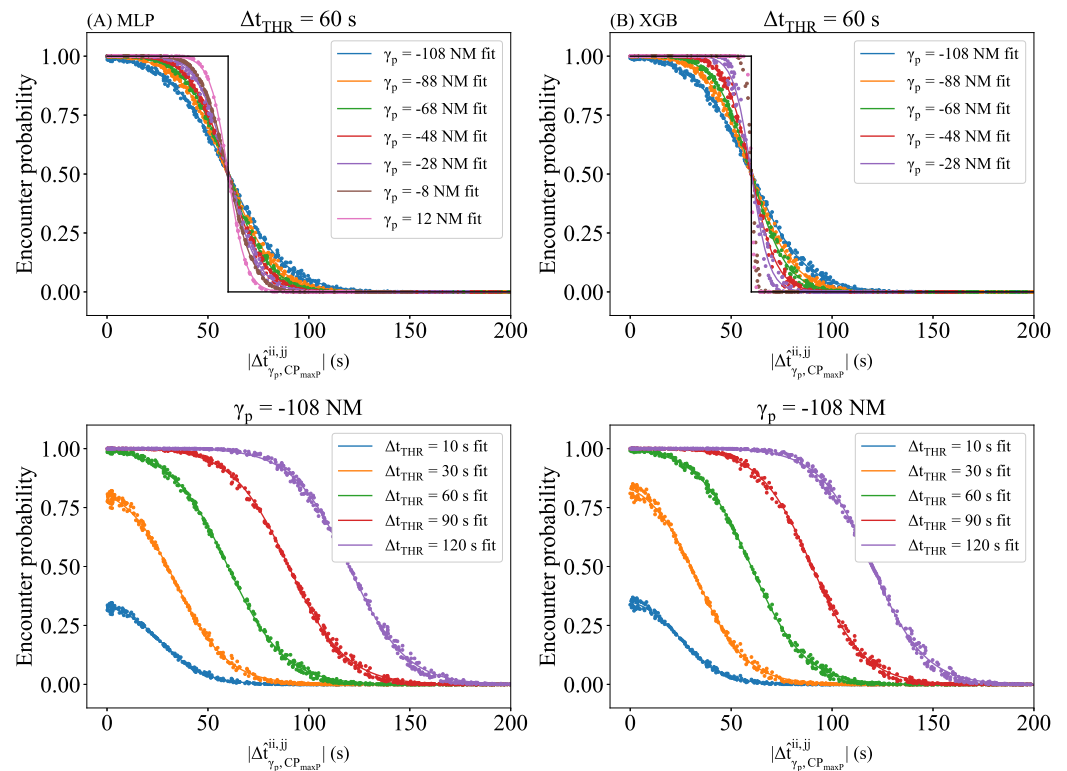 (A) MLP
Δt_THR = 60 s
Encounter probability
1.00
0.75
0.50
0.25
0.00
γ_p = -108 NM fit
γ_p = -88 NM fit
γ_p = -68 NM fit
γ_p = -48 NM fit
γ_p = -28 NM fit
γ_p = -8 NM fit
γ_p = 12 NM fit
0 50 100 150 200
|Δt̂^{ii, jj}_{γ_p, CP_maxP}| (s)
(B) XGB
Δt_THR = 60 s
Encounter probability
1.00
0.75
0.50
0.25
0.00
γ_p = -108 NM fit
γ_p = -88 NM fit
γ_p = -68 NM fit
γ_p = -48 NM fit
γ_p = -28 NM fit
0 50 100 150 200
|Δt̂^{ii, jj}_{γ_p, CP_maxP}| (s)
γ_p = -108 NM
Encounter probability
1.00
0.75
0.50
0.25
0.00
Δt_THR = 10 s fit
Δt_THR = 30 s fit
Δt_THR = 60 s fit
Δt_THR = 90 s fit
Δt_THR = 120 s fit
0 50 100 150 200
|Δt̂^{ii, jj}_{γ_p, CP_maxP}| (s)
γ_p = -108 NM
Encounter probability
1.00
0.75
0.50
0.25
0.00
Δt_THR = 10 s fit
Δt_THR = 30 s fit
Δt_THR = 60 s fit
Δt_THR = 90 s fit
Δt_THR = 120 s fit
0 50 100 150 200
|Δt̂^{ii, jj}_{γ_p, CP_maxP}| (s)